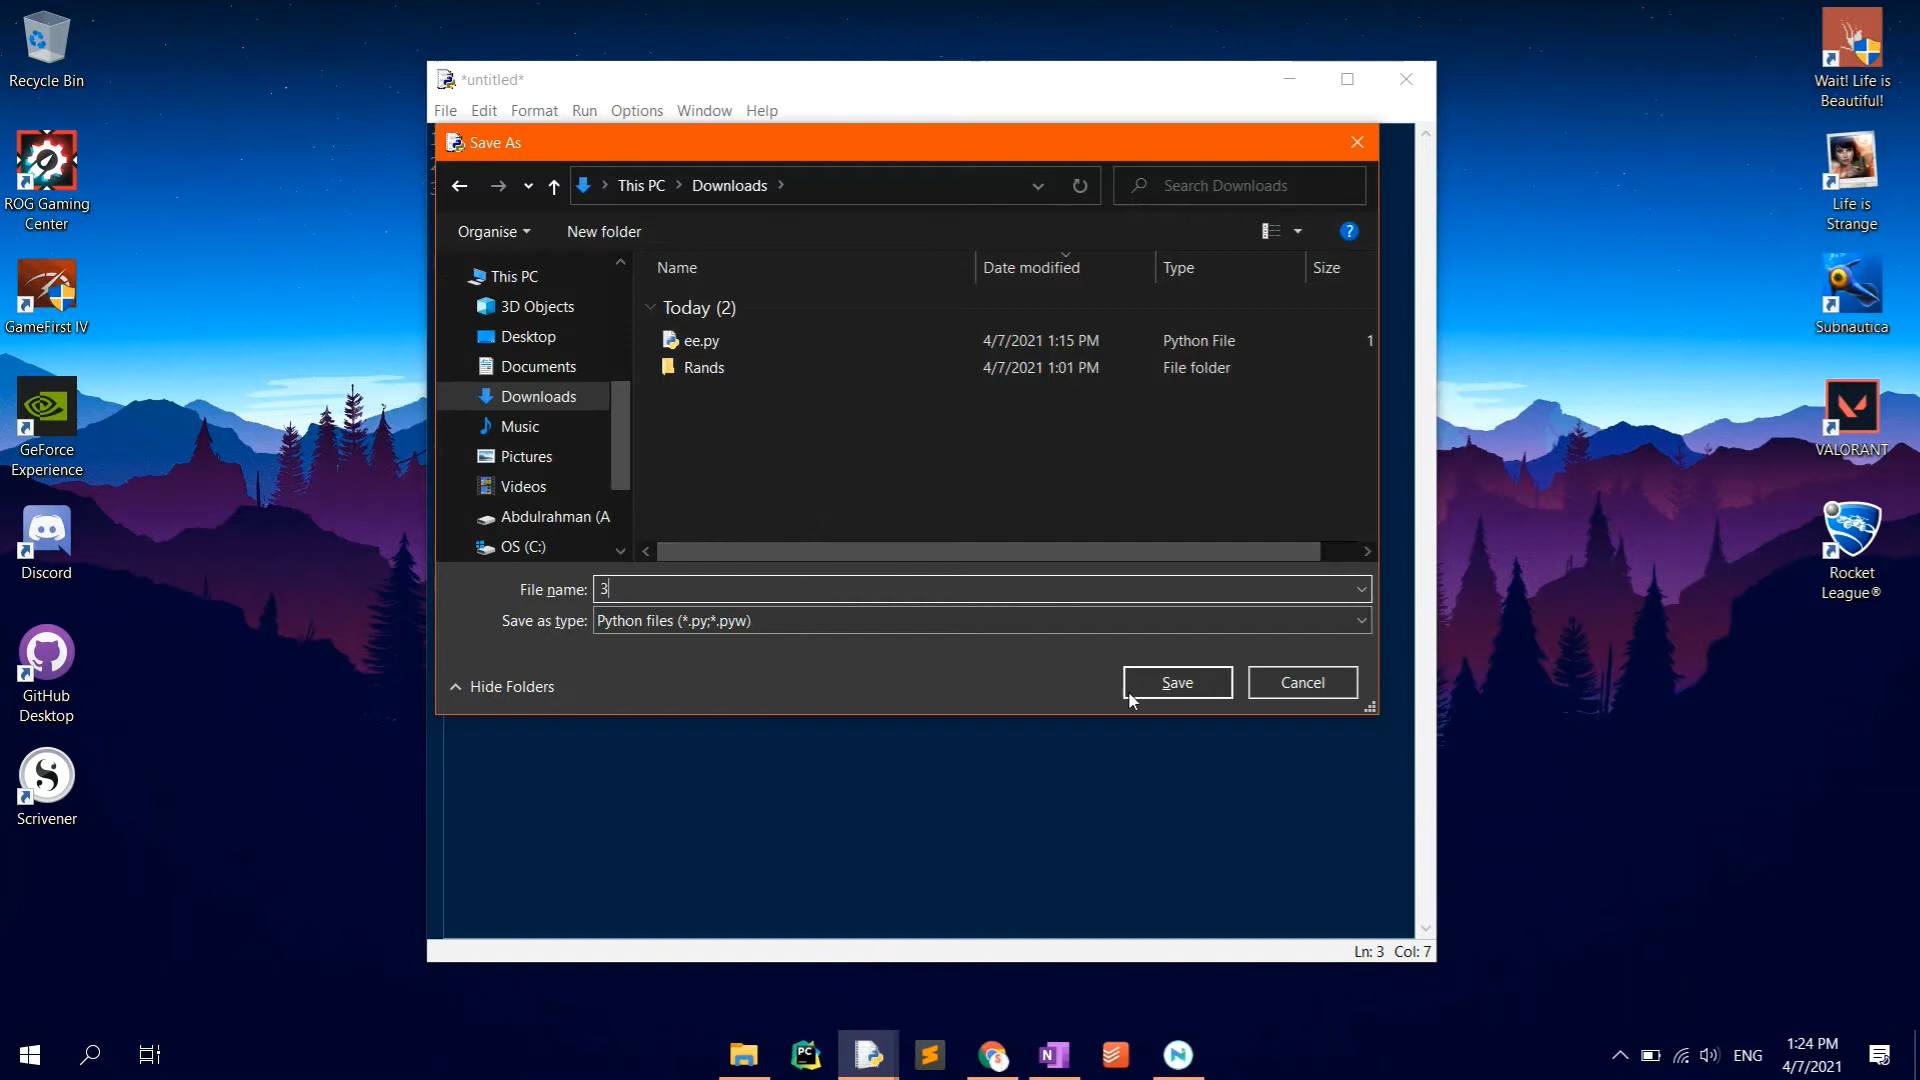 Recycle Bin
ROG Gaming
Center
GameFirst IV
GeForce
Experience
Discord
GitHub
Desktop
Scrivener
*untitled*
File Edit Format Run Options Window Help
Save As
This PC > Downloads >
Search Downloads
Organise
New folder
This PC
3D Objects
Desktop
Documents
Downloads
Music
Pictures
Videos
Abdulrahman (A
OS (C:)
Name Date modified Type Size
Today (2)
ee.py 4/7/2021 1:15 PM Python File 1
Rands 4/7/2021 1:01 PM File folder
File name: 3
Save as type: Python files (*.py;*.pyw)
Hide Folders
Save
Cancel
Ln: 3 Col: 7
Wait! Life is
Beautiful!
Life is
Strange
Subnautica
VALORANT
Rocket
League®
ENG
1:24 PM
4/7/2021